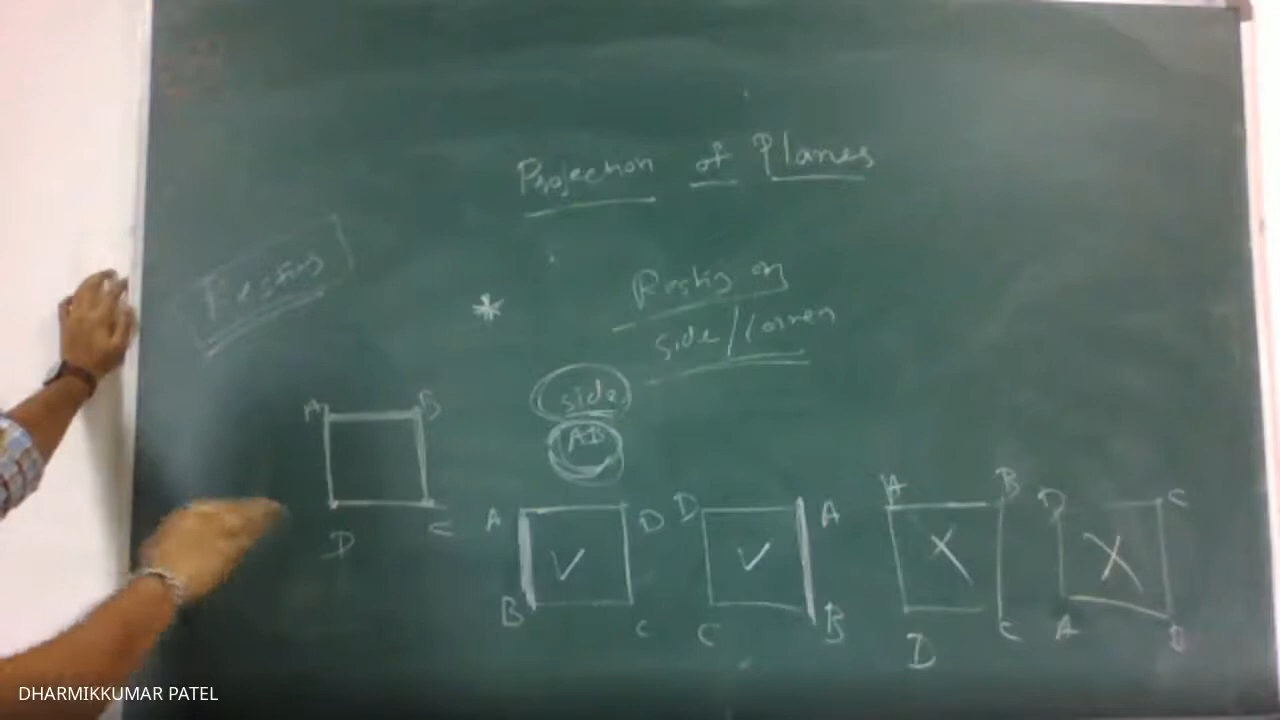 Projection of Planes
Resting
*
Resting on
side/corner
side
AB
A B
D C
A D
B C
D A
C B
A B
D C
D C
A B
DHARMIKKUMAR PATEL